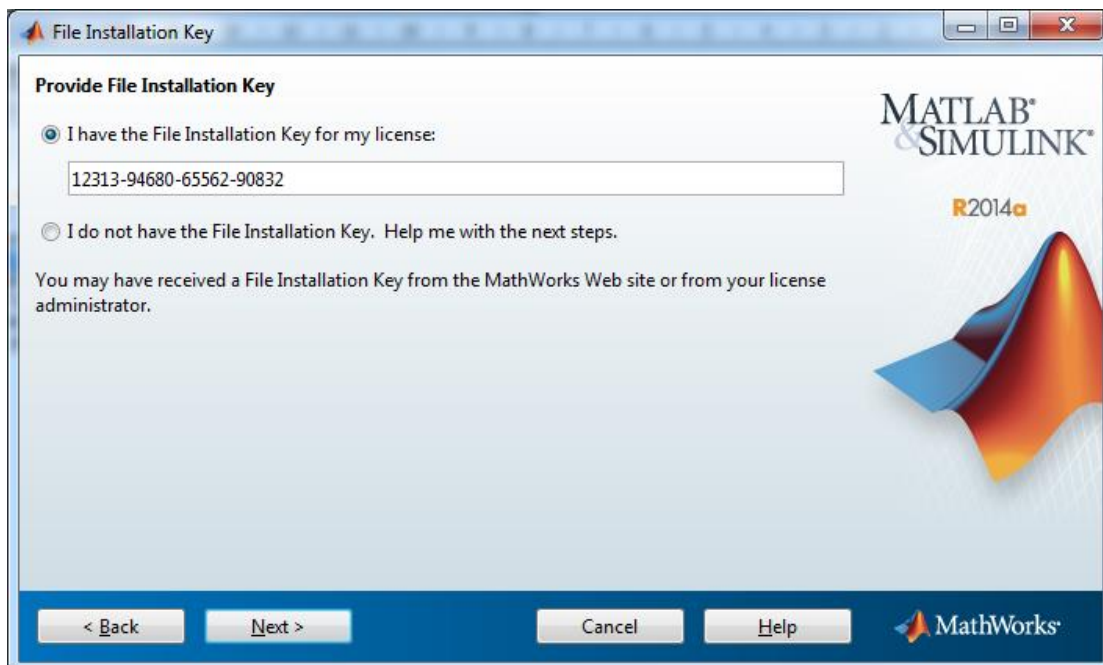 File Installation Key
Provide File Installation Key
I have the File Installation Key for my license:
12313-94680-65562-90832
I do not have the File Installation Key. Help me with the next steps.
You may have received a File Installation Key from the MathWorks Web site or from your license
administrator.
MATLAB®
&SIMULINK®
R2014a
< Back
Next >
Cancel
Help
MathWorks®